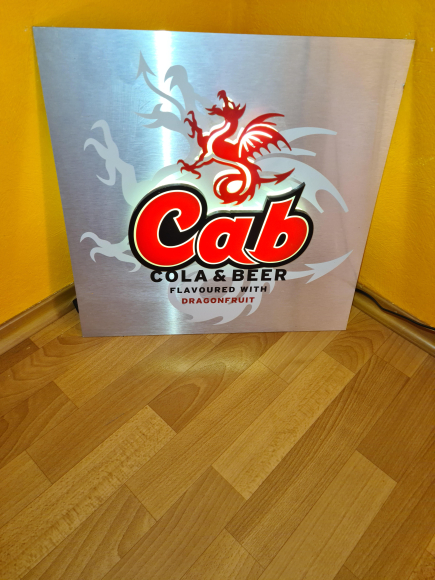 Cab
COLA & BEER
FLAVOURED WITH
DRAGONFRUIT